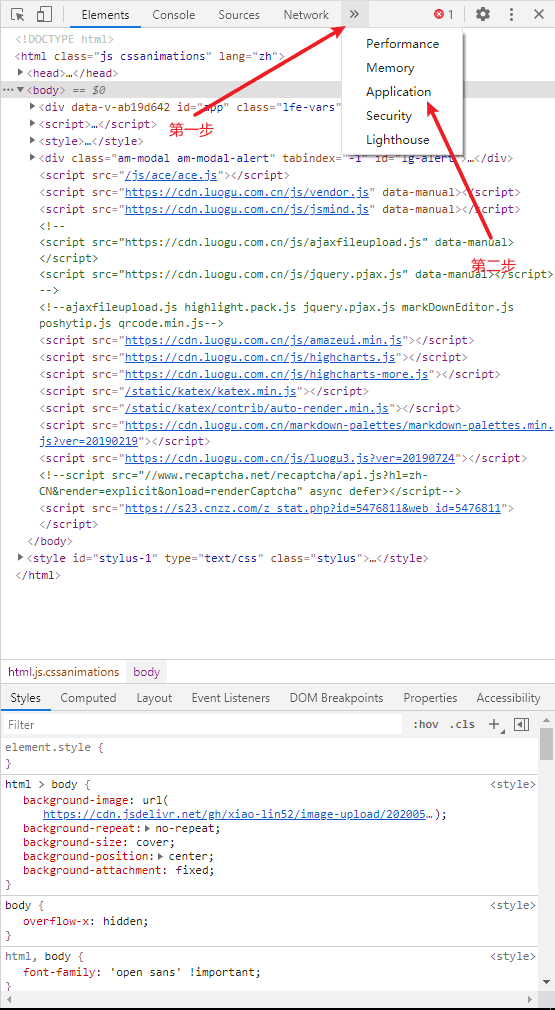 Elements Console Sources Network » 1
Performance
Memory
Application
Security
Lighthouse
<!DOCTYPE html>
<html class="js cssanimations" lang="zh">
<head>…</head>
<body> == $0
<div data-v-ab19d642 id="app" class="lfe-vars"
第一步
<script>…</script>
<style>…</style>
<div class="am-modal am-modal-alert" tabindex="-1" id="lg-alert">…</div>
<script src="/js/ace/ace.js"></script>
<script src="https://cdn.luogu.com.cn/js/vendor.js" data-manual></script>
<script src="https://cdn.luogu.com.cn/js/jsmind.js" data-manual></script>
<!--
<script src="https://cdn.luogu.com.cn/js/ajaxfileupload.js" data-manual>
</script>
第二步
<script src="https://cdn.luogu.com.cn/js/jquery.pjax.js" data-manual></script>
-->
<!--ajaxfileupload.js highlight.pack.js jquery.pjax.js markDownEditor.js
poshytip.js qrcode.min.js-->
<script src="https://cdn.luogu.com.cn/js/amazeui.min.js"></script>
<script src="https://cdn.luogu.com.cn/js/highcharts.js"></script>
<script src="https://cdn.luogu.com.cn/js/highcharts-more.js"></script>
<script src="/static/katex/katex.min.js"></script>
<script src="/static/katex/contrib/auto-render.min.js"></script>
<script src="https://cdn.luogu.com.cn/markdown-palettes/markdown-palettes.min.
js?ver=20190219"></script>
<script src="https://cdn.luogu.com.cn/js/luogu3.js?ver=20190724"></script>
<!--script src="//www.recaptcha.net/recaptcha/api.js?hl=zh-
CN&render=explicit&onload=renderCaptcha" async defer></script-->
<script src="https://s23.cnzz.com/z_stat.php?id=5476811&web_id=5476811">
</script>
</body>
<style id="stylus-1" type="text/css" class="stylus">…</style>
</html>
html.js.cssanimations body
Styles Computed Layout Event Listeners DOM Breakpoints Properties Accessibility
Filter :hov .cls +
element.style {
}
html > body { <style>
background-image: url(
https://cdn.jsdelivr.net/gh/xiao-lin52/image-upload/202005…);
background-repeat: no-repeat;
background-size: cover;
background-position: center;
background-attachment: fixed;
}
body { <style>
overflow-x: hidden;
}
html, body { <style>
font-family: 'open sans' !important;
}